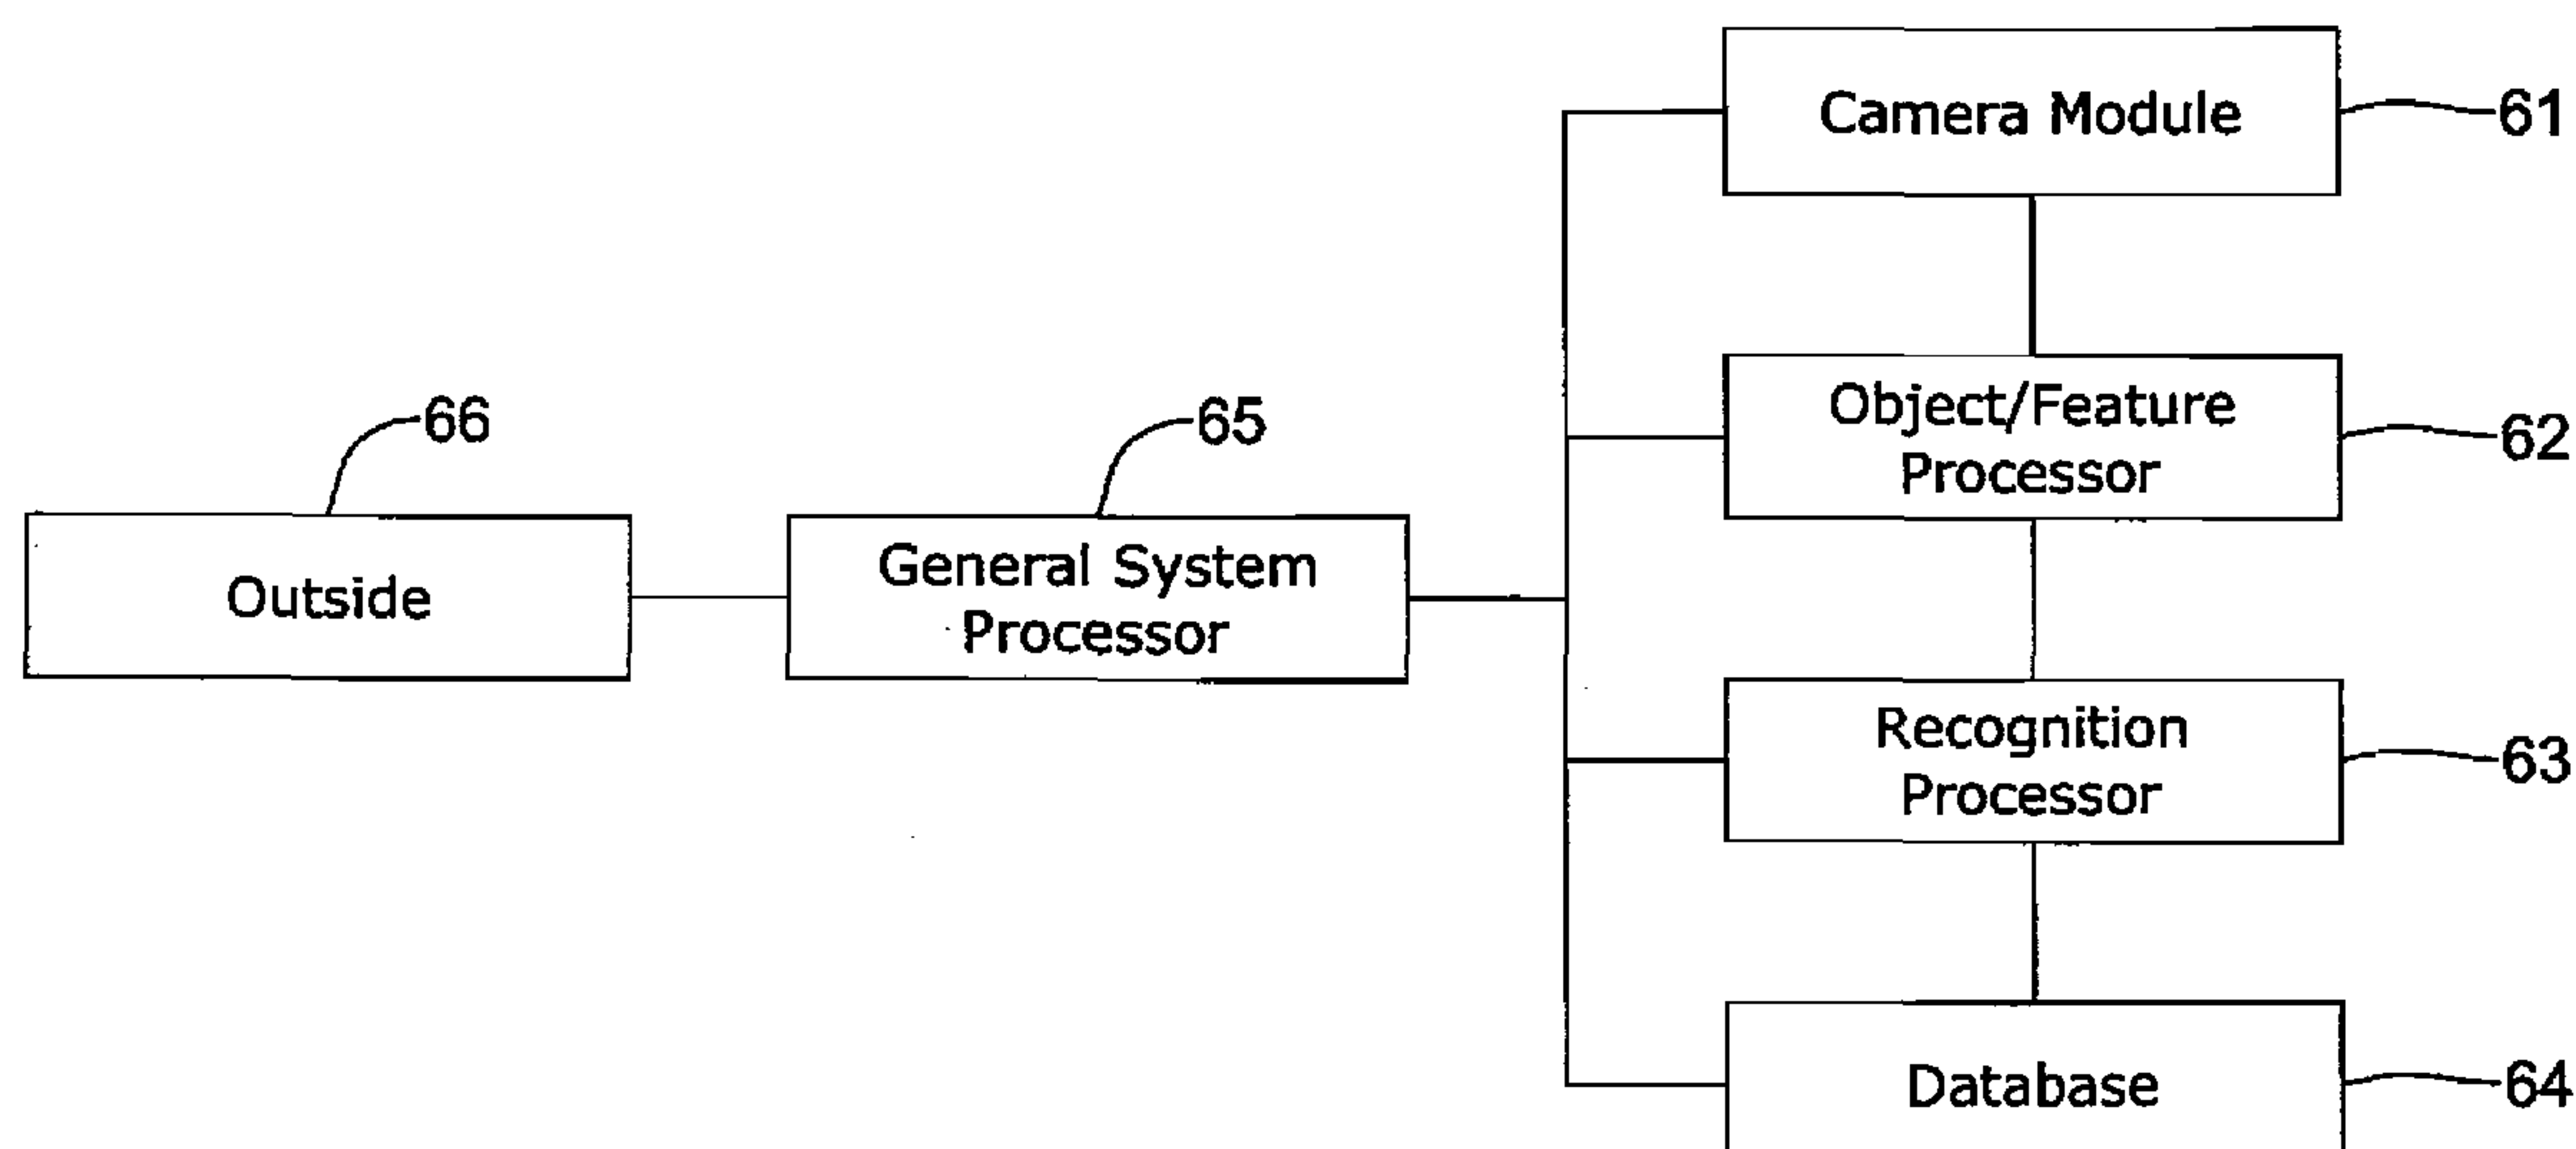 Camera Module
61
Object/Feature
Processor
62
66
65
Outside
General System
Processor
Recognition
Processor
63
Database
64